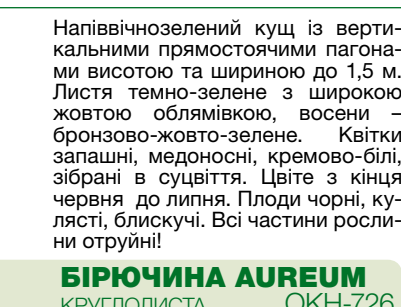 Напіввічнозелений кущ із верти-
кальними прямостоячими пагона-
ми висотою та шириною до 1,5 м.
Листя темно-зелене з широкою
жовтою облямівкою, восени –
бронзово-жовто-зелене. Квітки
запашні, медоносні, кремово-білі,
зібрані в суцвіття. Цвіте з кінця
червня до липня. Плоди чорні, ку-
лясті, блискучі. Всі частини росли-
ни отруйні!
БІРЮЧИНА AUREUM
КРУГЛОЛИСТА ОКН-726